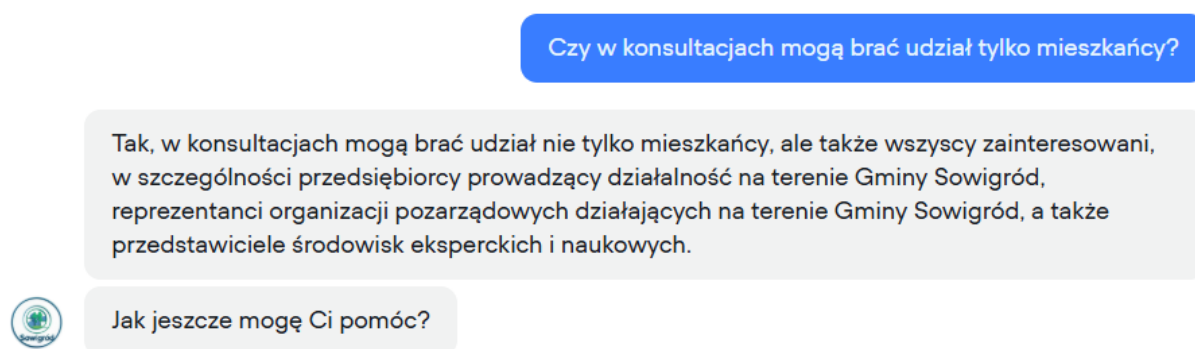 Czy w konsultacjach mogą brać udział tylko mieszkańcy?
Tak, w konsultacjach mogą brać udział nie tylko mieszkańcy, ale także wszyscy zainteresowani,
w szczególności przedsiębiorcy prowadzący działalność na terenie Gminy Sowigród,
reprezentanci organizacji pozarządowych działających na terenie Gminy Sowigród, a także
przedstawiciele środowisk eksperckich i naukowych.
Jak jeszcze mogę Ci pomóc?
Sowigród